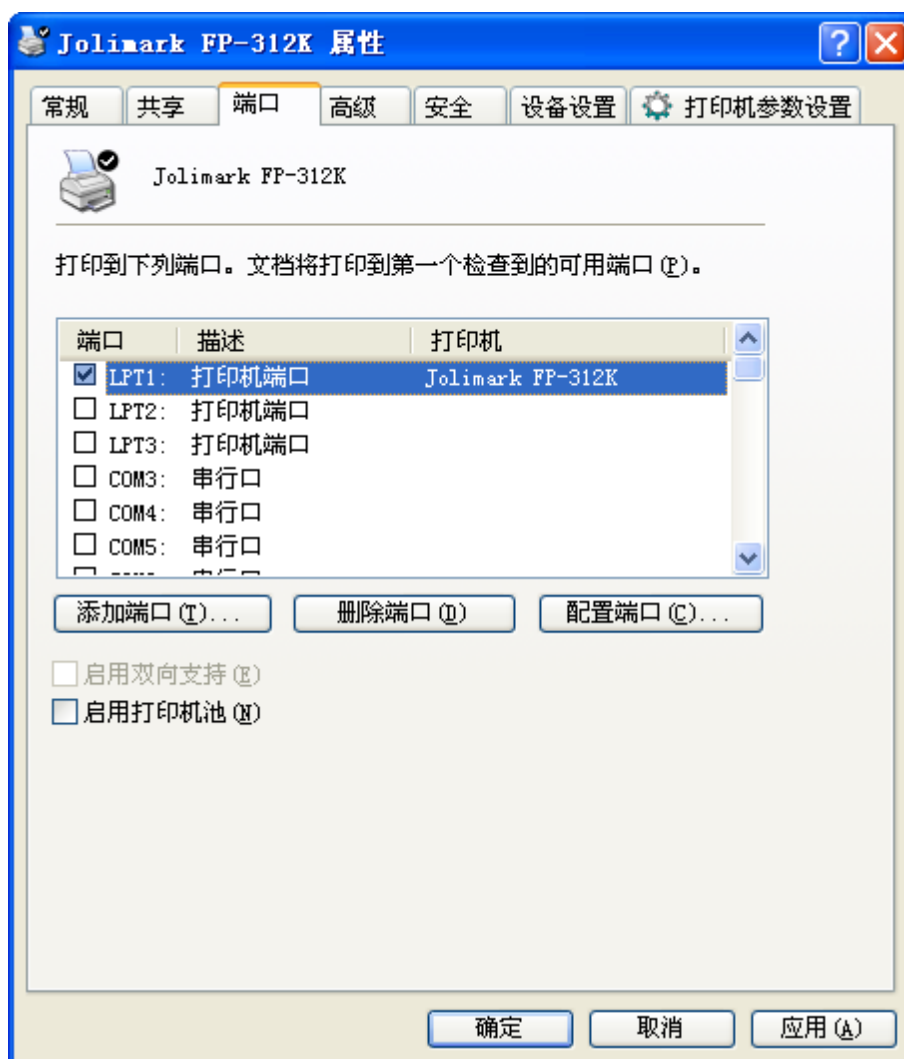 Jolimark FP-312K 属性
常规 共享 端口 高级 安全 设备设置 打印机参数设置
Jolimark FP-312K
打印到下列端口。文档将打印到第一个检查到的可用端口(P)。
端口 描述 打印机
LPT1: 打印机端口 Jolimark FP-312K
LPT2: 打印机端口
LPT3: 打印机端口
COM3: 串行口
COM4: 串行口
COM5: 串行口
添加端口(T)... 删除端口(D) 配置端口(C)...
启用双向支持(E)
启用打印机池(N)
确定 取消 应用(A)